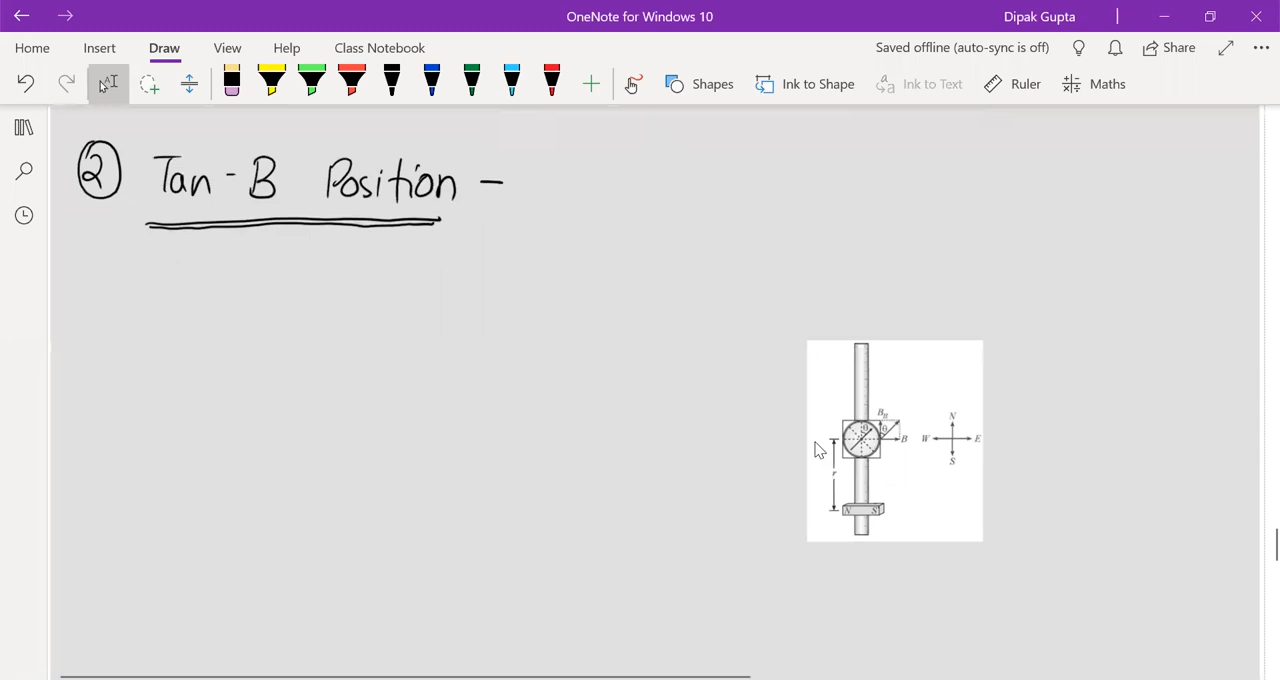 OneNote for Windows 10
Dipak Gupta
Home Insert Draw View Help Class Notebook
Saved offline (auto-sync is off)
Share
Shapes
Ink to Shape
Ink to Text
Ruler
Maths
② Tan-B Position -
B_H
θ θ
B
r
N S
N
W E
S